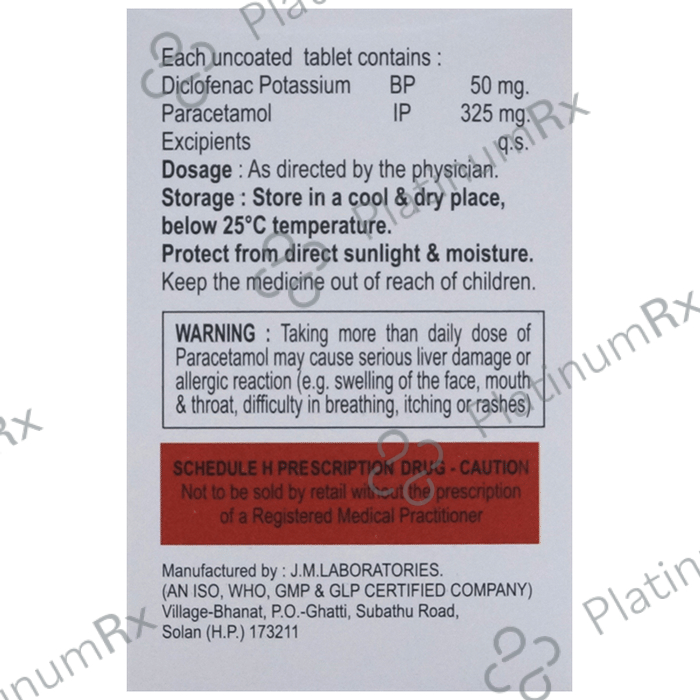 Each uncoated tablet contains :
Diclofenac Potassium BP 50 mg.
Paracetamol IP 325 mg.
Excipients q.s.
Dosage : As directed by the physician.
Storage : Store in a cool & dry place,
below 25°C temperature.
Protect from direct sunlight & moisture.
Keep the medicine out of reach of children.
WARNING : Taking more than daily dose of
Paracetamol may cause serious liver damage or
allergic reaction (e.g. swelling of the face, mouth
& throat, difficulty in breathing, itching or rashes)
SCHEDULE H PRESCRIPTION DRUG - CAUTION
Not to be sold by retail without the prescription
of a Registered Medical Practitioner
Manufactured by : J.M.LABORATORIES.
(AN ISO, WHO, GMP & GLP CERTIFIED COMPANY)
Village-Bhanat, P.O.-Ghatti, Subathu Road,
Solan (H.P.) 173211
PlatinumRx
PlatinumRx
PlatinumRx
Rx
Platinu
numRx